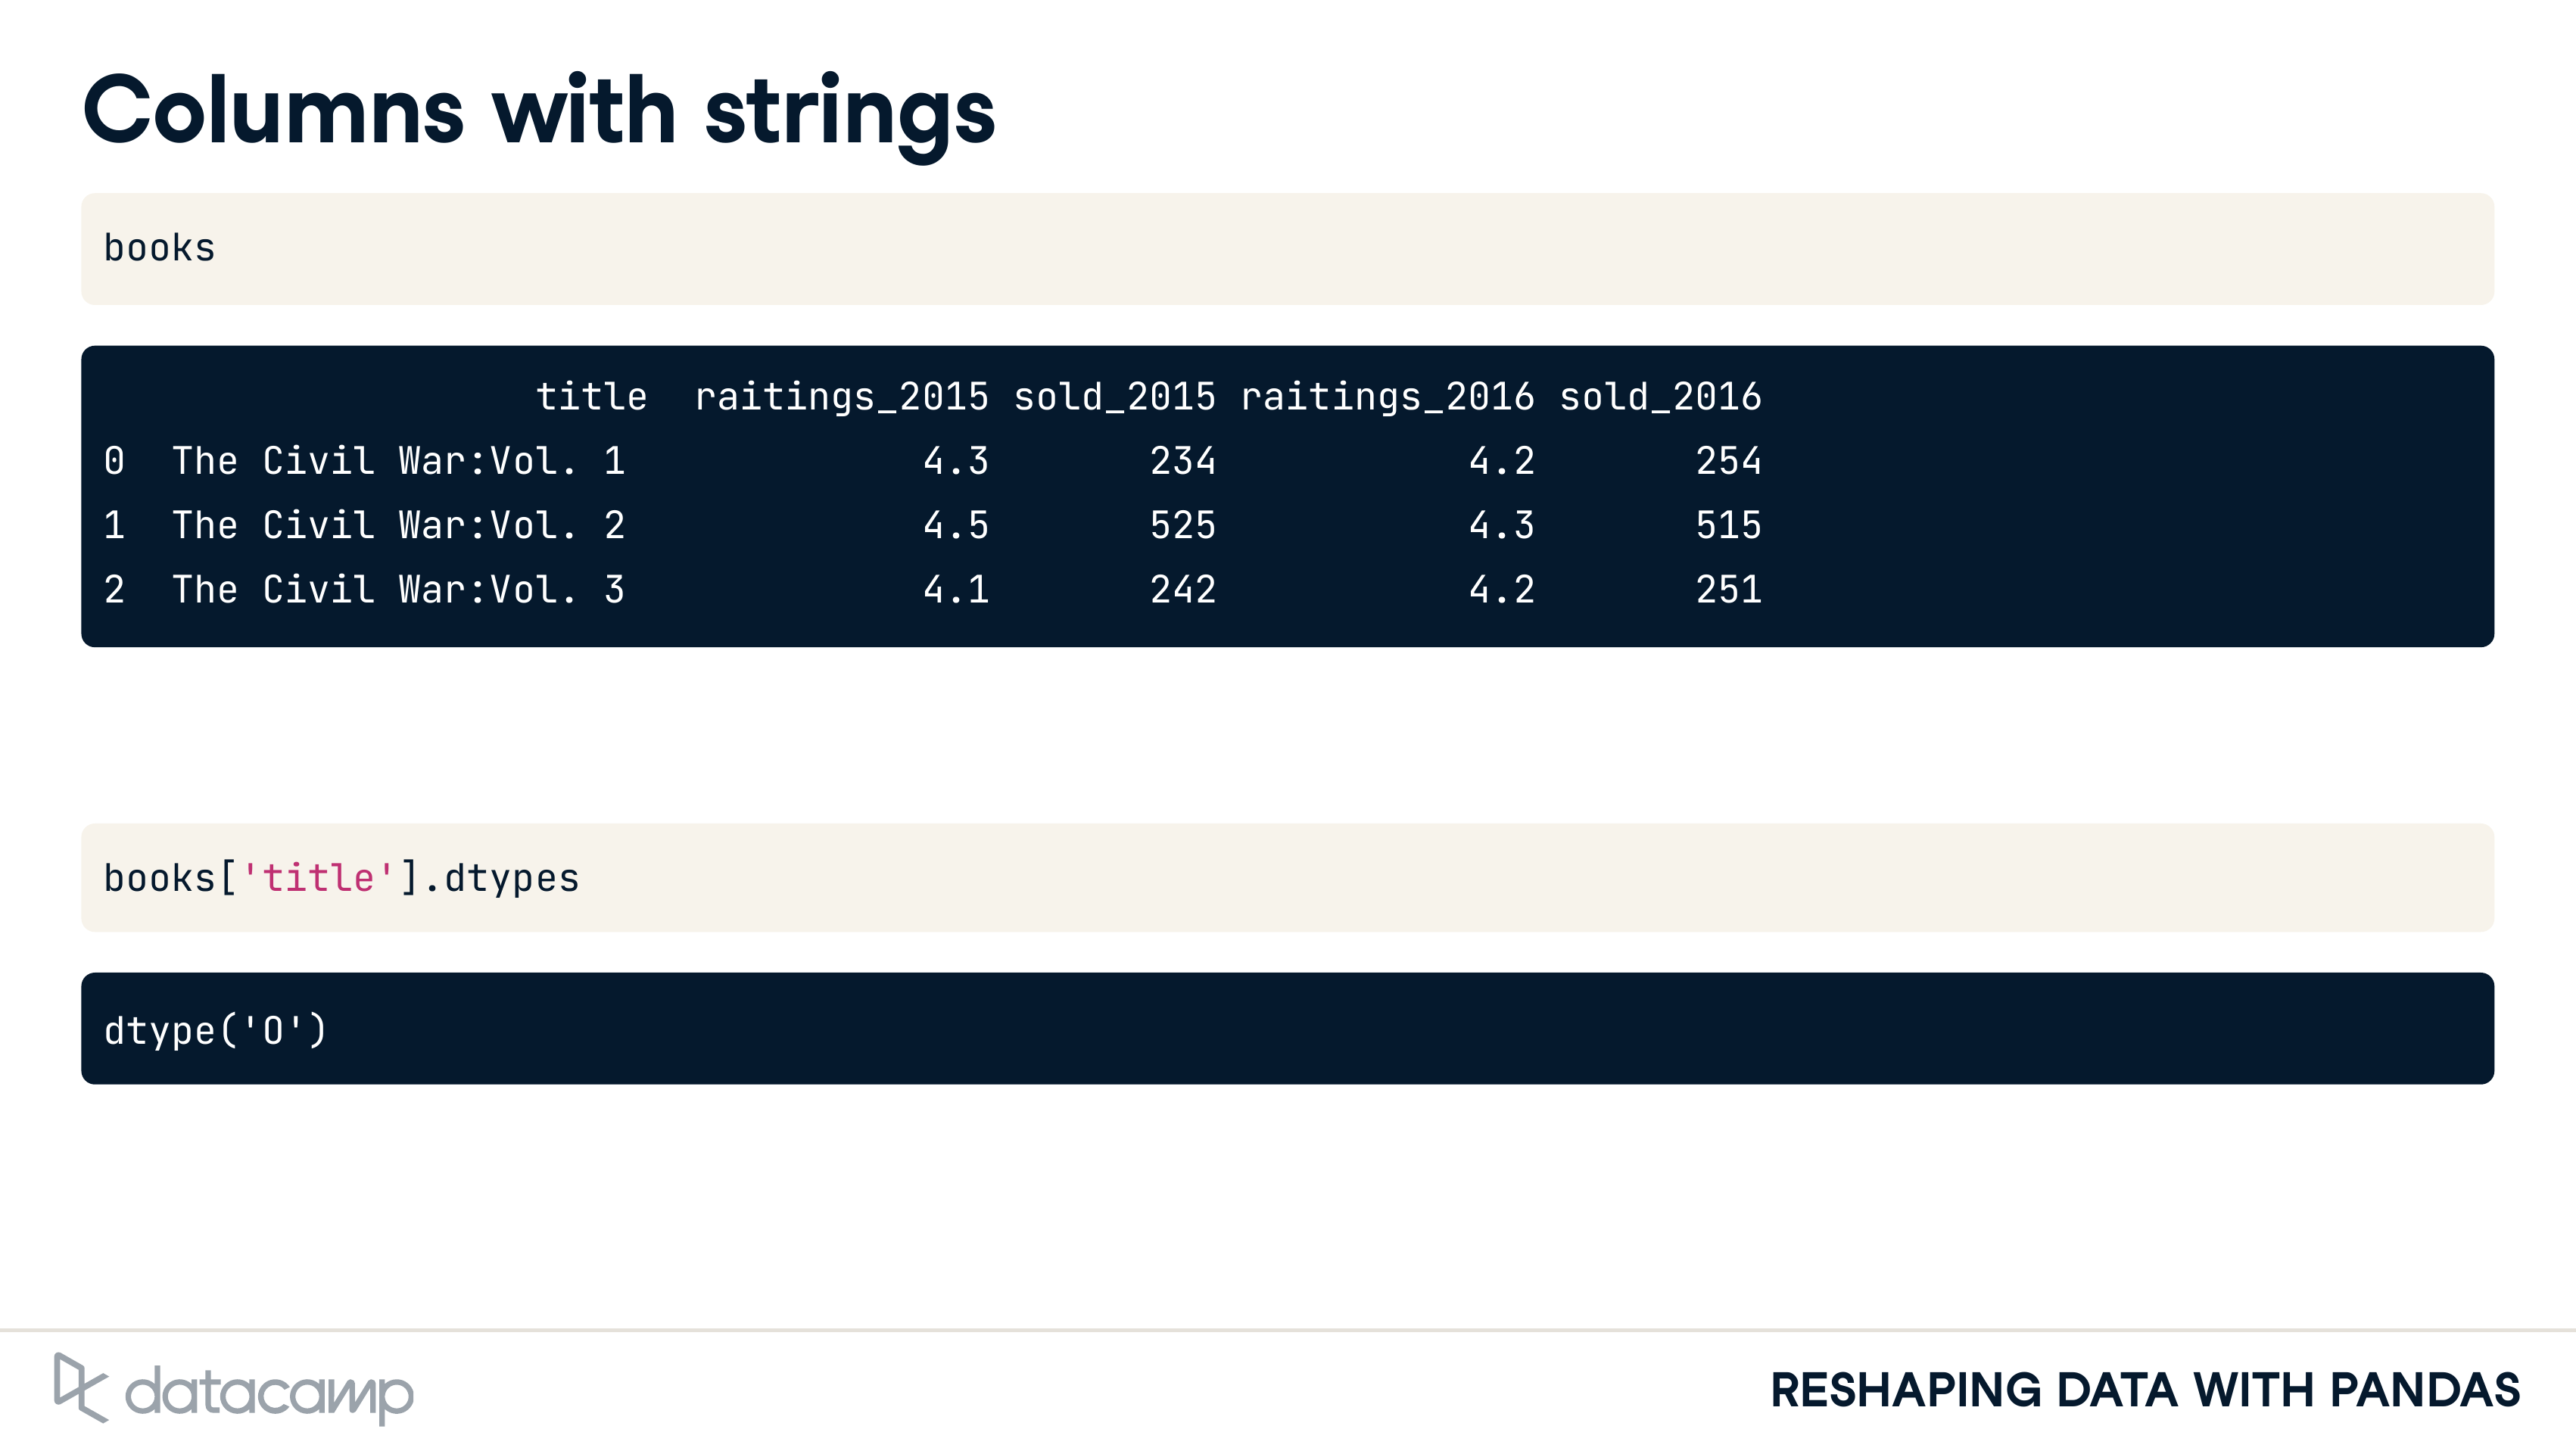 Columns with strings
books
title raitings_2015 sold_2015 raitings_2016 sold_2016
0 The Civil War:Vol. 1 4.3 234 4.2 254
1 The Civil War:Vol. 2 4.5 525 4.3 515
2 The Civil War:Vol. 3 4.1 242 4.2 251
books['title'].dtypes
dtype('O')
datacamp
RESHAPING DATA WITH PANDAS